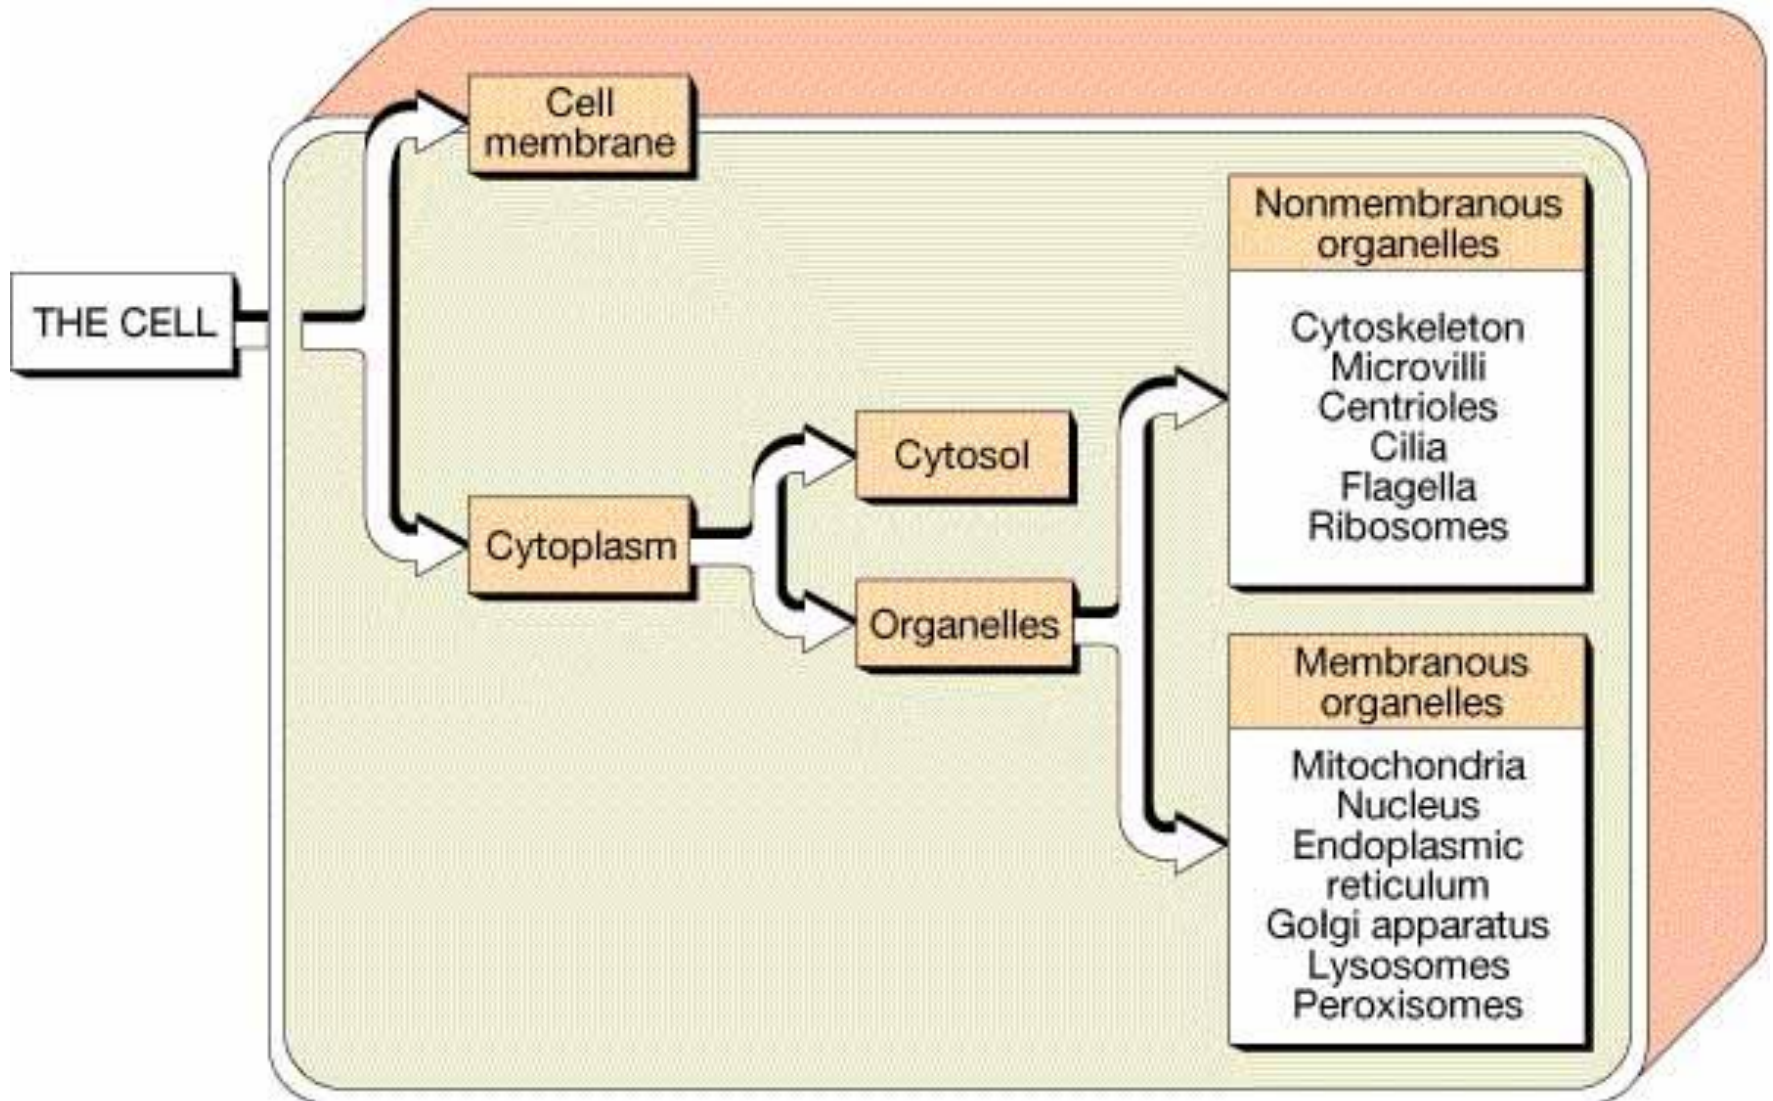 Cell
membrane
THE CELL
Cytoplasm
Cytosol
Organelles
Nonmembranous
organelles
Cytoskeleton
Microvilli
Centrioles
Cilia
Flagella
Ribosomes
Membranous
organelles
Mitochondria
Nucleus
Endoplasmic
reticulum
Golgi apparatus
Lysosomes
Peroxisomes